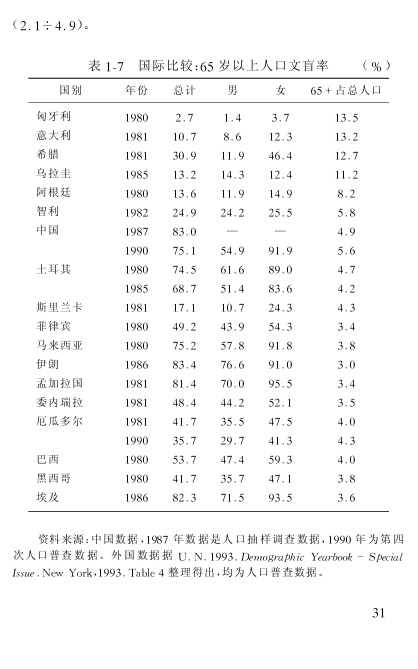 (2.1÷4.9)。
表 1-7 国际比较:65 岁以上人口文盲率 (%)
国别 年份 总计 男 女 65+占总人口
匈牙利 1980 2.7 1.4 3.7 13.5
意大利 1981 10.7 8.6 12.3 13.2
希腊 1981 30.9 11.9 46.4 12.7
乌拉圭 1985 13.2 14.3 12.4 11.2
阿根廷 1980 13.6 11.9 14.9 8.2
智利 1982 24.9 24.2 25.5 5.8
中国 1987 83.0 — — 4.9
1990 75.1 54.9 91.9 5.6
土耳其 1980 74.5 61.6 89.0 4.7
1985 68.7 51.4 83.6 4.2
斯里兰卡 1981 17.1 10.7 24.3 4.3
菲律宾 1980 49.2 43.9 54.3 3.4
马来西亚 1980 75.2 57.8 91.8 3.8
伊朗 1986 83.4 76.6 91.0 3.0
孟加拉国 1981 81.4 70.0 95.5 3.4
委内瑞拉 1981 48.4 44.2 52.1 3.5
厄瓜多尔 1981 41.7 35.5 47.5 4.0
1990 35.7 29.7 41.3 4.3
巴西 1980 53.7 47.4 59.3 4.0
黑西哥 1980 41.7 35.7 47.1 3.8
埃及 1986 82.3 71.5 93.5 3.6
资料来源:中国数据,1987 年数据是人口抽样调查数据,1990 年为第四
次人口普查数据。外国数据据 U.N.1993.Demographic Yearbook - Special
Issue.New York,1993.Table 4 整理得出,均为人口普查数据。
31